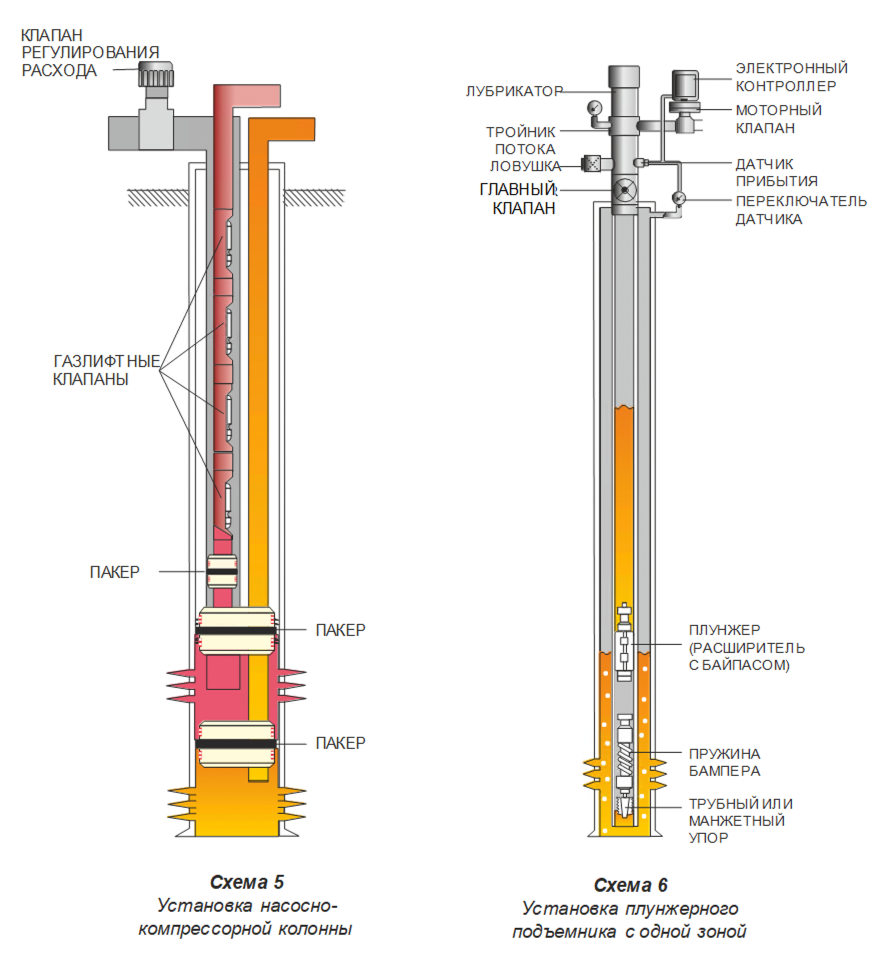 КЛАПАН
РЕГУЛИРОВАНИЯ
РАСХОДА
ГАЗЛИФТНЫЕ
КЛАПАНЫ
ПАКЕР
ПАКЕР
ПАКЕР
Схема 5
Установка насосно-
компрессорной колонны
ЛУБРИКАТОР
ТРОЙНИК
ПОТОКА
ЛОВУШКА
ГЛАВНЫЙ
КЛАПАН
ЭЛЕКТРОННЫЙ
КОНТРОЛЛЕР
МОТОРНЫЙ
КЛАПАН
ДАТЧИК
ПРИБЫТИЯ
ПЕРЕКЛЮЧАТЕЛЬ
ДАТЧИКА
ПЛУНЖЕР
(РАСШИРИТЕЛЬ
С БАЙПАСОМ)
ПРУЖИНА
БАМПЕРА
ТРУБНЫЙ ИЛИ
МАНЖЕТНЫЙ
УПОР
Схема 6
Установка плунжерного
подъемника с одной зоной